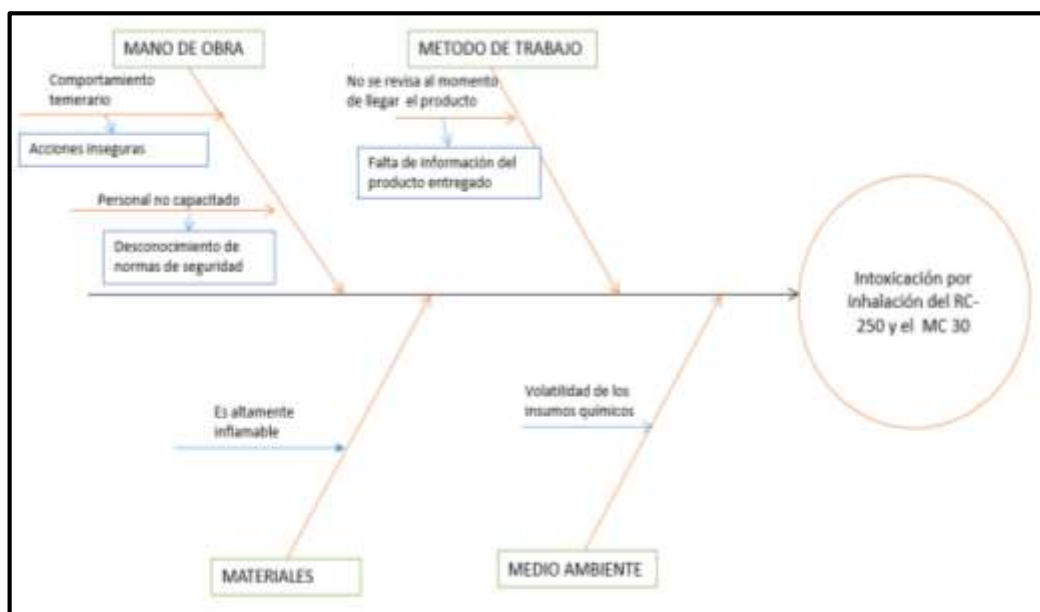 MANO DE OBRA
METODO DE TRABAJO
Comportamiento
temerario
Acciones inseguras
Personal no capacitado
Desconocimiento de
normas de seguridad
No se revisa al momento
de llegar el producto
Falta de información del
producto entregado
Intoxicación por
inhalación del RC-
250 y el MC 30
Es altamente
inflamable
Volatilidad de los
insumos químicos
MATERIALES
MEDIO AMBIENTE